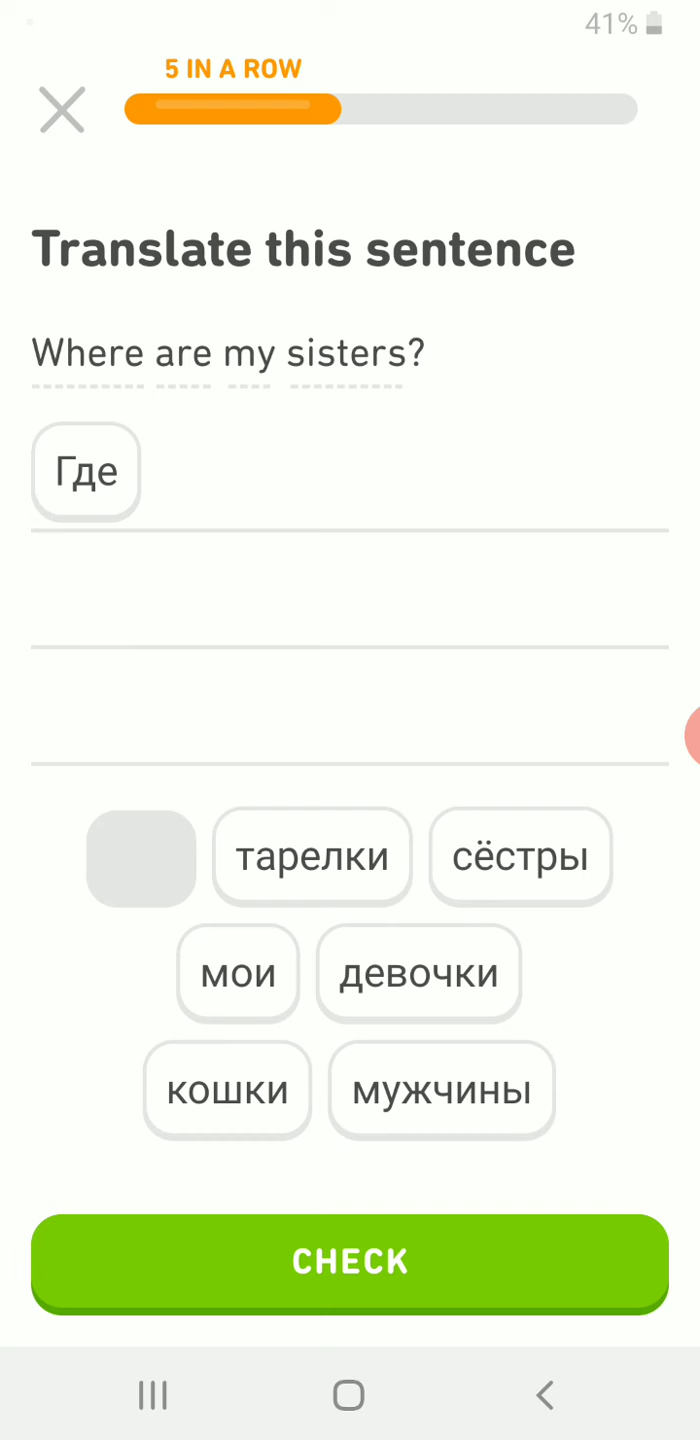 41%
5 IN A ROW
Translate this sentence
Where are my sisters?
Где
тарелки сёстры
мои девочки
кошки мужчины
CHECK